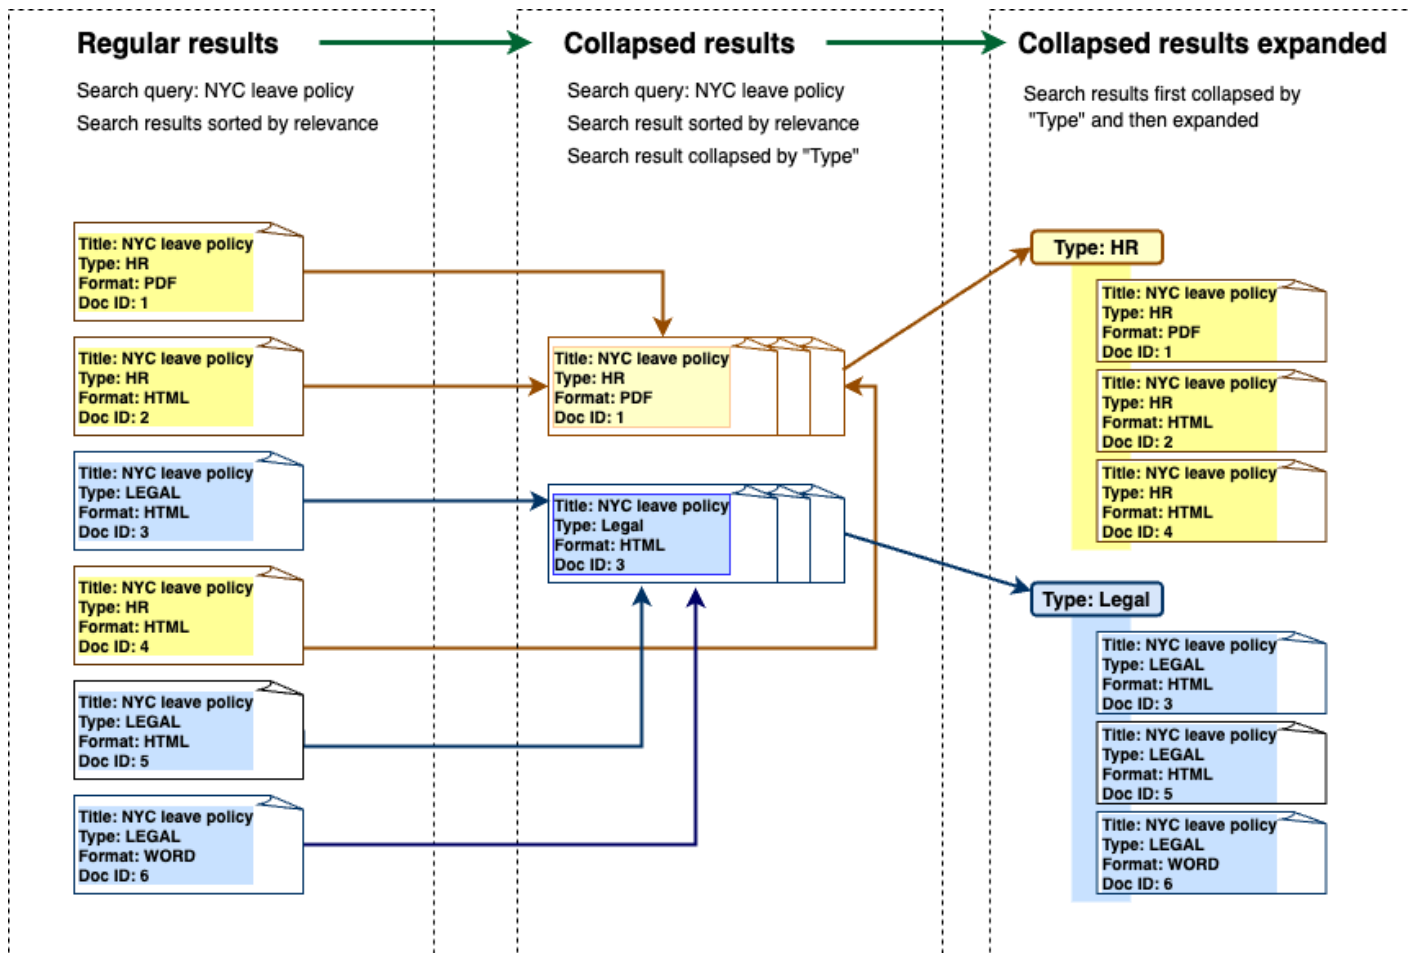 Regular results
Search query: NYC leave policy
Search results sorted by relevance
Title: NYC leave policy
Type: HR
Format: PDF
Doc ID: 1
Title: NYC leave policy
Type: HR
Format: HTML
Doc ID: 2
Title: NYC leave policy
Type: LEGAL
Format: HTML
Doc ID: 3
Title: NYC leave policy
Type: HR
Format: HTML
Doc ID: 4
Title: NYC leave policy
Type: LEGAL
Format: HTML
Doc ID: 5
Title: NYC leave policy
Type: LEGAL
Format: WORD
Doc ID: 6
Collapsed results
Search query: NYC leave policy
Search result sorted by relevance
Search result collapsed by "Type"
Title: NYC leave policy
Type: HR
Format: PDF
Doc ID: 1
Title: NYC leave policy
Type: Legal
Format: HTML
Doc ID: 3
Collapsed results expanded
Search results first collapsed by
"Type" and then expanded
Type: HR
Title: NYC leave policy
Type: HR
Format: PDF
Doc ID: 1
Title: NYC leave policy
Type: HR
Format: HTML
Doc ID: 2
Title: NYC leave policy
Type: HR
Format: HTML
Doc ID: 4
Type: Legal
Title: NYC leave policy
Type: LEGAL
Format: HTML
Doc ID: 3
Title: NYC leave policy
Type: LEGAL
Format: HTML
Doc ID: 5
Title: NYC leave policy
Type: LEGAL
Format: WORD
Doc ID: 6